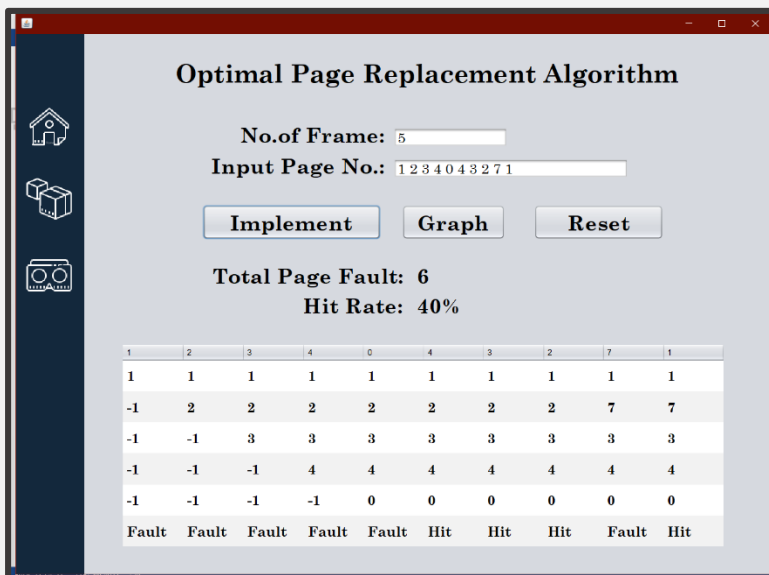 Optimal Page Replacement Algorithm
No.of Frame: 5
Input Page No.: 1 2 3 4 0 4 3 2 7 1
Implement Graph Reset
Total Page Fault: 6
Hit Rate: 40%
1 2 3 4 0 4 3 2 7 1
1 1 1 1 1 1 1 1 1 1
-1 2 2 2 2 2 2 2 7 7
-1 -1 3 3 3 3 3 3 3 3
-1 -1 -1 4 4 4 4 4 4 4
-1 -1 -1 -1 0 0 0 0 0 0
Fault Fault Fault Fault Fault Hit Hit Hit Fault Hit